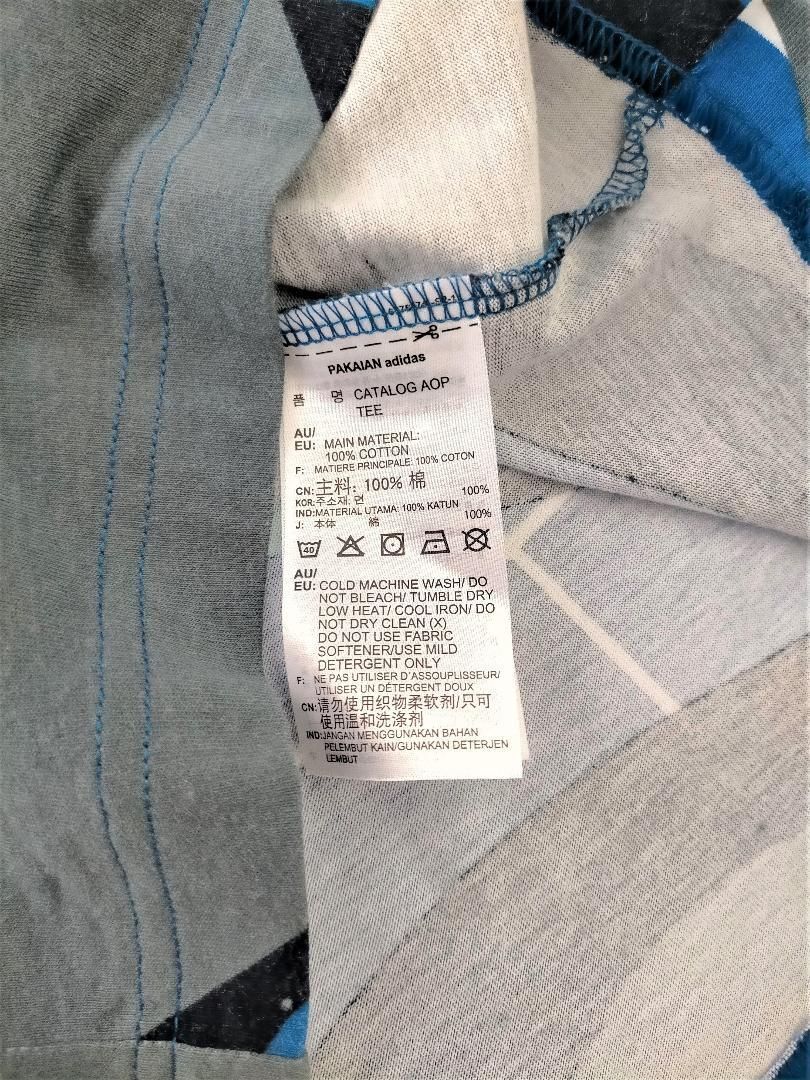 PAKAIAN adidas
품 명 CATALOG AOP
TEE
AU/
EU: MAIN MATERIAL:
100% COTTON
F: MATIERE PRINCIPALE: 100% COTON
CN: 主料: 100% 棉
KOR: 주소재: 면 100%
IND:MATERIAL UTAMA: 100% KATUN
J: 本体 綿 100%
40
AU/
EU: COLD MACHINE WASH/ DO
NOT BLEACH/ TUMBLE DRY
LOW HEAT/ COOL IRON/ DO
NOT DRY CLEAN (X)
DO NOT USE FABRIC
SOFTENER/USE MILD
DETERGENT ONLY
F: NE PAS UTILISER D'ASSOUPLISSEUR/
UTILISER UN DÉTERGENT DOUX
CN: 请勿使用织物柔软剂/只可
使用温和洗涤剂
IND:JANGAN MENGGUNAKAN BAHAN
PELEMBUT KAIN/GUNAKAN DETERJEN
LEMBUT